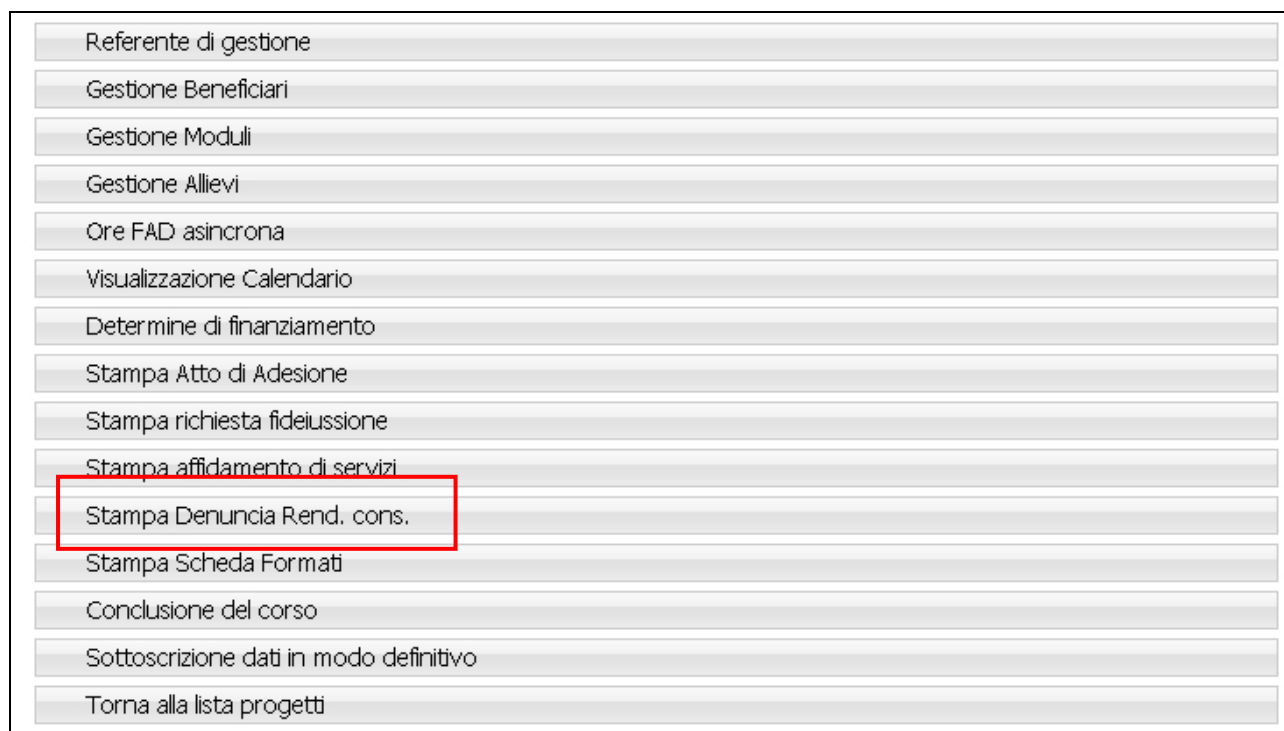 Referente di gestione
Gestione Beneficiari
Gestione Moduli
Gestione Allievi
Ore FAD asincrona
Visualizzazione Calendario
Determine di finanziamento
Stampa Atto di Adesione
Stampa richiesta fideiussione
Stampa affidamento di servizi
Stampa Denuncia Rend. cons.
Stampa Scheda Formati
Conclusione del corso
Sottoscrizione dati in modo definitivo
Torna alla lista progetti